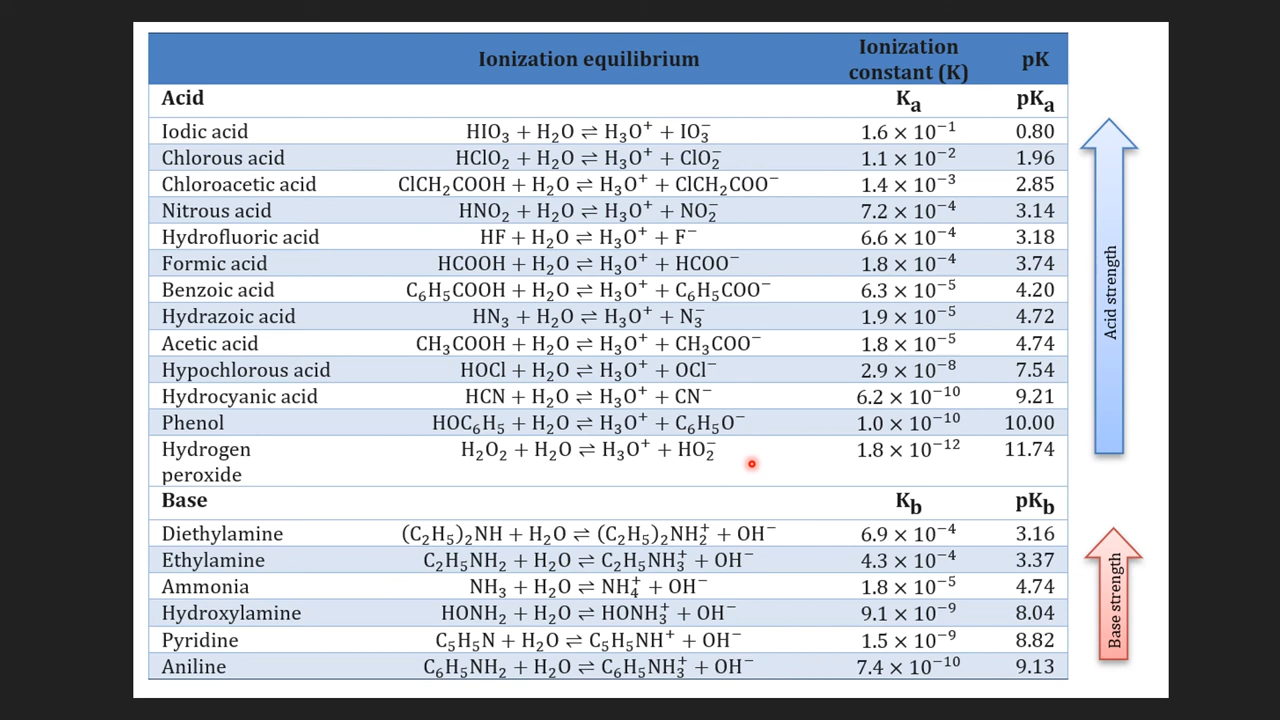 Ionization equilibrium Ionization constant (K) pK
Acid Kₐ pKₐ
Iodic acid HIO₃ + H₂O ⇌ H₃O⁺ + IO₃⁻ 1.6 × 10⁻¹ 0.80
Chlorous acid HClO₂ + H₂O ⇌ H₃O⁺ + ClO₂⁻ 1.1 × 10⁻² 1.96
Chloroacetic acid ClCH₂COOH + H₂O ⇌ H₃O⁺ + ClCH₂COO⁻ 1.4 × 10⁻³ 2.85
Nitrous acid HNO₂ + H₂O ⇌ H₃O⁺ + NO₂⁻ 7.2 × 10⁻⁴ 3.14
Hydrofluoric acid HF + H₂O ⇌ H₃O⁺ + F⁻ 6.6 × 10⁻⁴ 3.18
Formic acid HCOOH + H₂O ⇌ H₃O⁺ + HCOO⁻ 1.8 × 10⁻⁴ 3.74
Benzoic acid C₆H₅COOH + H₂O ⇌ H₃O⁺ + C₆H₅COO⁻ 6.3 × 10⁻⁵ 4.20
Hydrazoic acid HN₃ + H₂O ⇌ H₃O⁺ + N₃⁻ 1.9 × 10⁻⁵ 4.72
Acetic acid CH₃COOH + H₂O ⇌ H₃O⁺ + CH₃COO⁻ 1.8 × 10⁻⁵ 4.74
Hypochlorous acid HOCl + H₂O ⇌ H₃O⁺ + OCl⁻ 2.9 × 10⁻⁸ 7.54
Hydrocyanic acid HCN + H₂O ⇌ H₃O⁺ + CN⁻ 6.2 × 10⁻¹⁰ 9.21
Phenol HOC₆H₅ + H₂O ⇌ H₃O⁺ + C₆H₅O⁻ 1.0 × 10⁻¹⁰ 10.00
Hydrogen peroxide H₂O₂ + H₂O ⇌ H₃O⁺ + HO₂⁻ 1.8 × 10⁻¹² 11.74
Acid strength
Base K_b pK_b
Diethylamine (C₂H₅)₂NH + H₂O ⇌ (C₂H₅)₂NH₂⁺ + OH⁻ 6.9 × 10⁻⁴ 3.16
Ethylamine C₂H₅NH₂ + H₂O ⇌ C₂H₅NH₃⁺ + OH⁻ 4.3 × 10⁻⁴ 3.37
Ammonia NH₃ + H₂O ⇌ NH₄⁺ + OH⁻ 1.8 × 10⁻⁵ 4.74
Hydroxylamine HONH₂ + H₂O ⇌ HONH₃⁺ + OH⁻ 9.1 × 10⁻⁹ 8.04
Pyridine C₅H₅N + H₂O ⇌ C₅H₅NH⁺ + OH⁻ 1.5 × 10⁻⁹ 8.82
Aniline C₆H₅NH₂ + H₂O ⇌ C₆H₅NH₃⁺ + OH⁻ 7.4 × 10⁻¹⁰ 9.13
Base strength